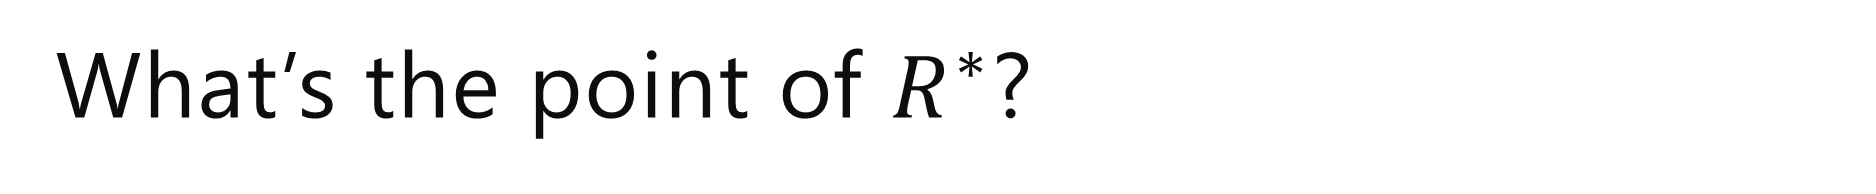 What’s the point of R*?